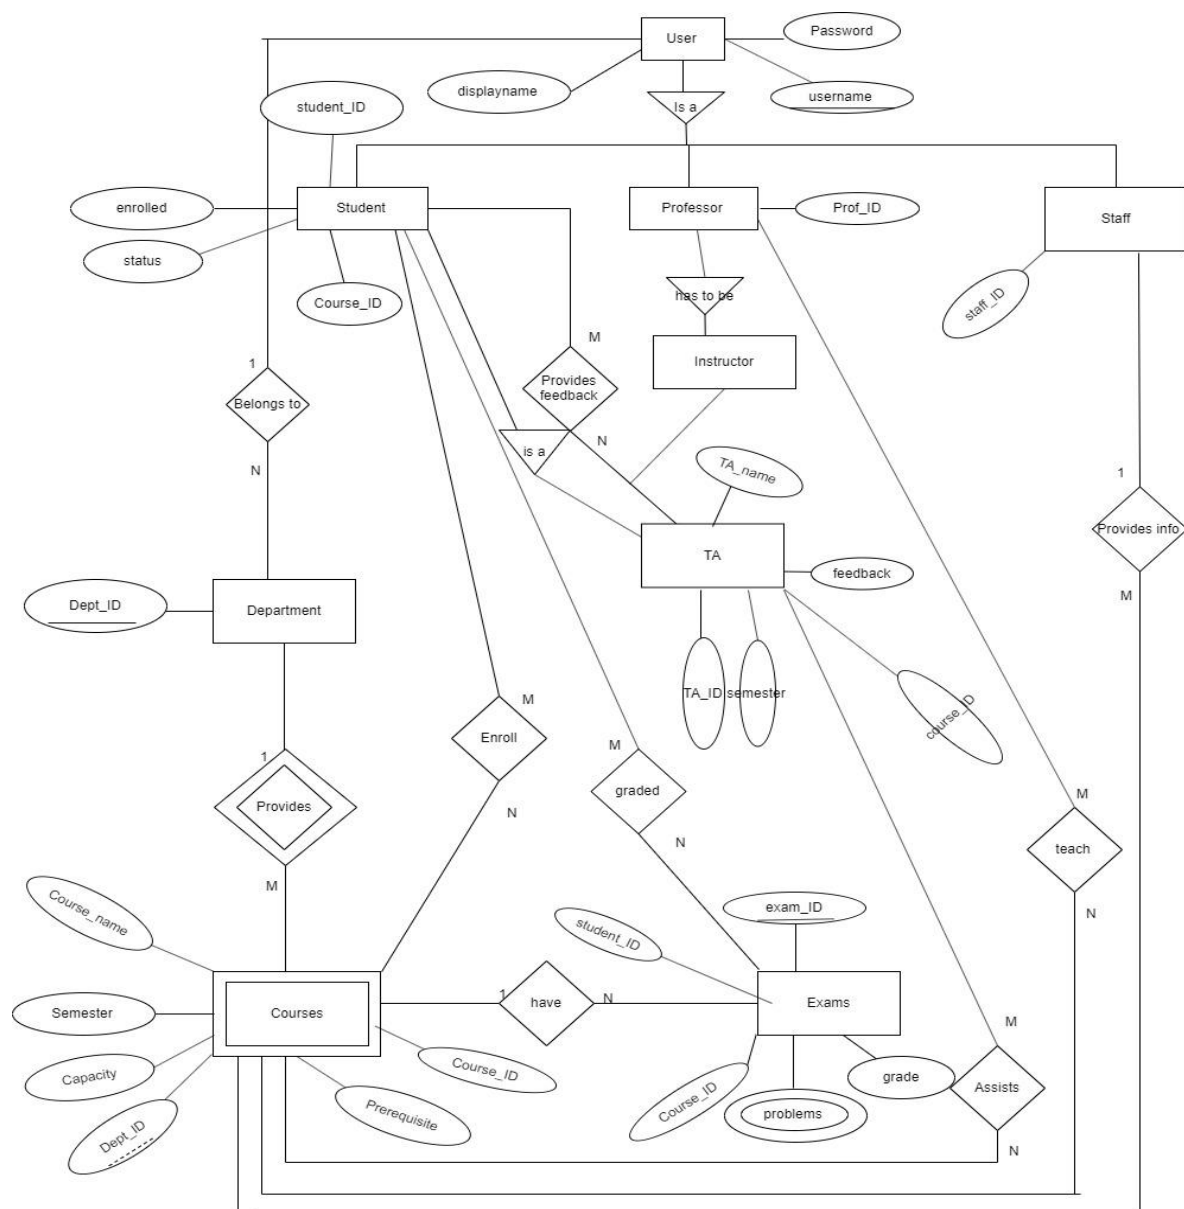 User
Password
displayname
username
Is a
student_ID
enrolled
Student
Professor
Prof_ID
Staff
status
Course_ID
has to be
staff_ID
M
Instructor
1
Provides
feedback
Belongs to
N
is a
N
TA_name
1
Provides info
TA
feedback
M
Dept_ID
Department
TA_ID
semester
course_ID
M
Enroll
M
1
graded
M
Provides
N
N
teach
M
Course_name
exam_ID
N
student_ID
Semester
Courses
1
have
N
Exams
M
Capacity
Course_ID
grade
Assists
Course_ID
Prerequisite
problems
Dept_ID
N